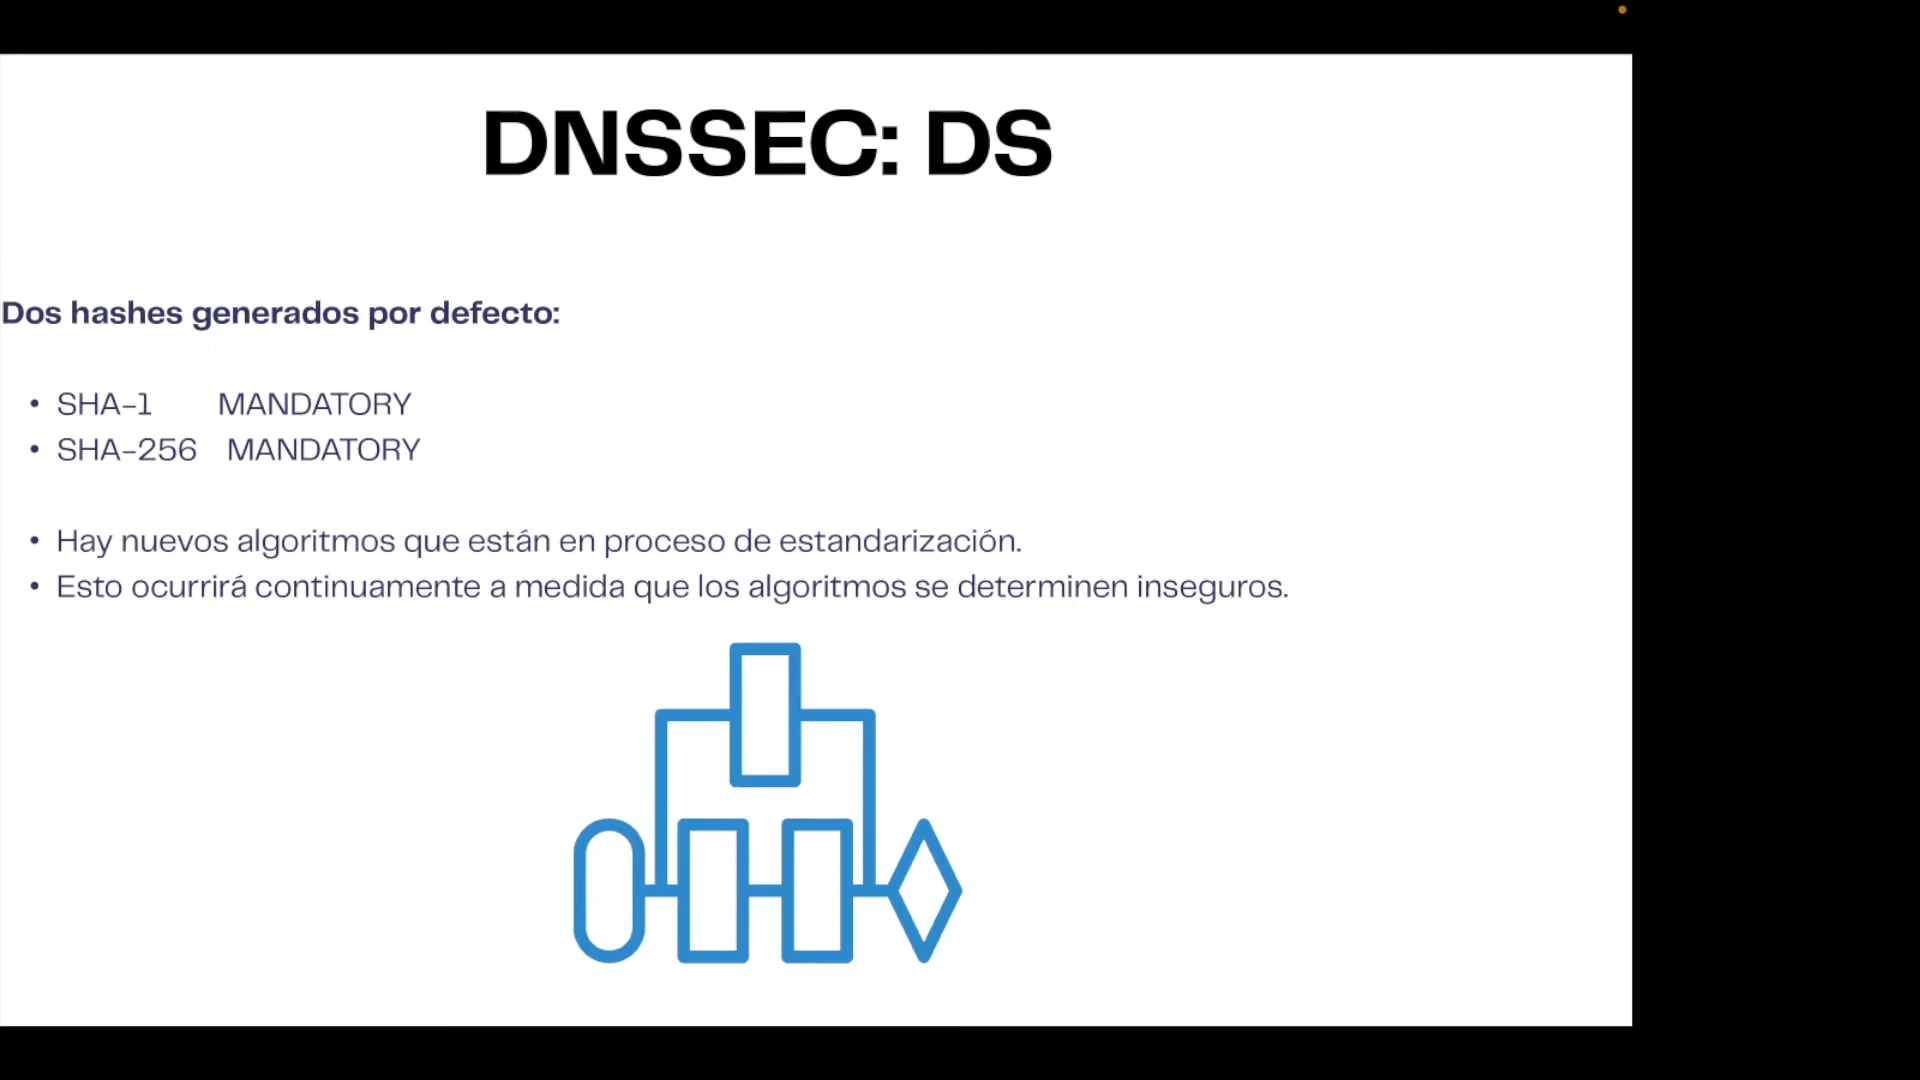 DNSSEC: DS
Dos hashes generados por defecto:
• SHA-1 MANDATORY
• SHA-256 MANDATORY
• Hay nuevos algoritmos que están en proceso de estandarización.
• Esto ocurrirá continuamente a medida que los algoritmos se determinen inseguros.